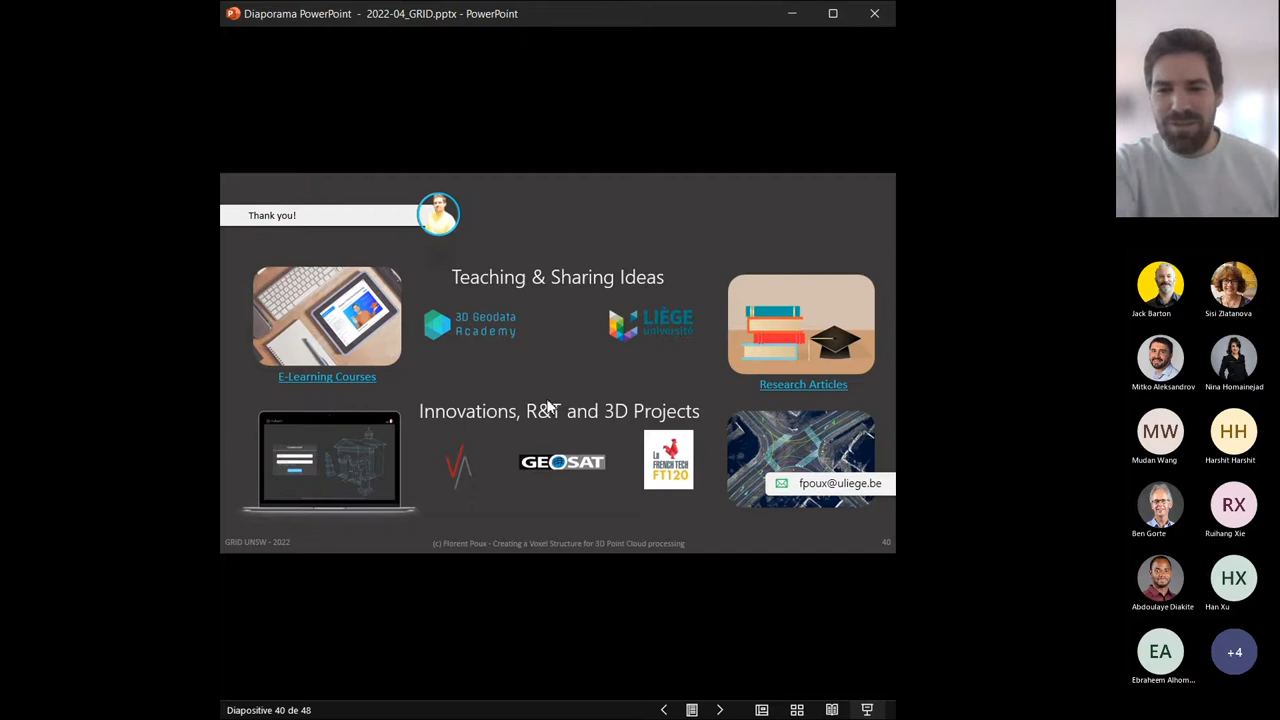 Diaporama PowerPoint - 2022-04_GRID.pptx - PowerPoint
Thank you!
Teaching & Sharing Ideas
3D Geodata
Academy
LIÈGE
université
E-Learning Courses
Research Articles
Innovations, R&T and 3D Projects
GEOSAT
La
FRENCH TECH
FT120
fpoux@uliege.be
GRID UNSW - 2022
(c) Florent Poux - Creating a Voxel Structure for 3D Point Cloud processing
40
Diapositive 40 de 48
Jack Barton
Sisi Zlatanova
Mitko Aleksandrov
Nina Homainejad
MW
HH
Mudan Wang
Harshit Harshit
RX
Ben Gorte
Ruihang Xie
HX
Abdoulaye Diakite
Han Xu
EA
+4
Ebraheem Alhom...